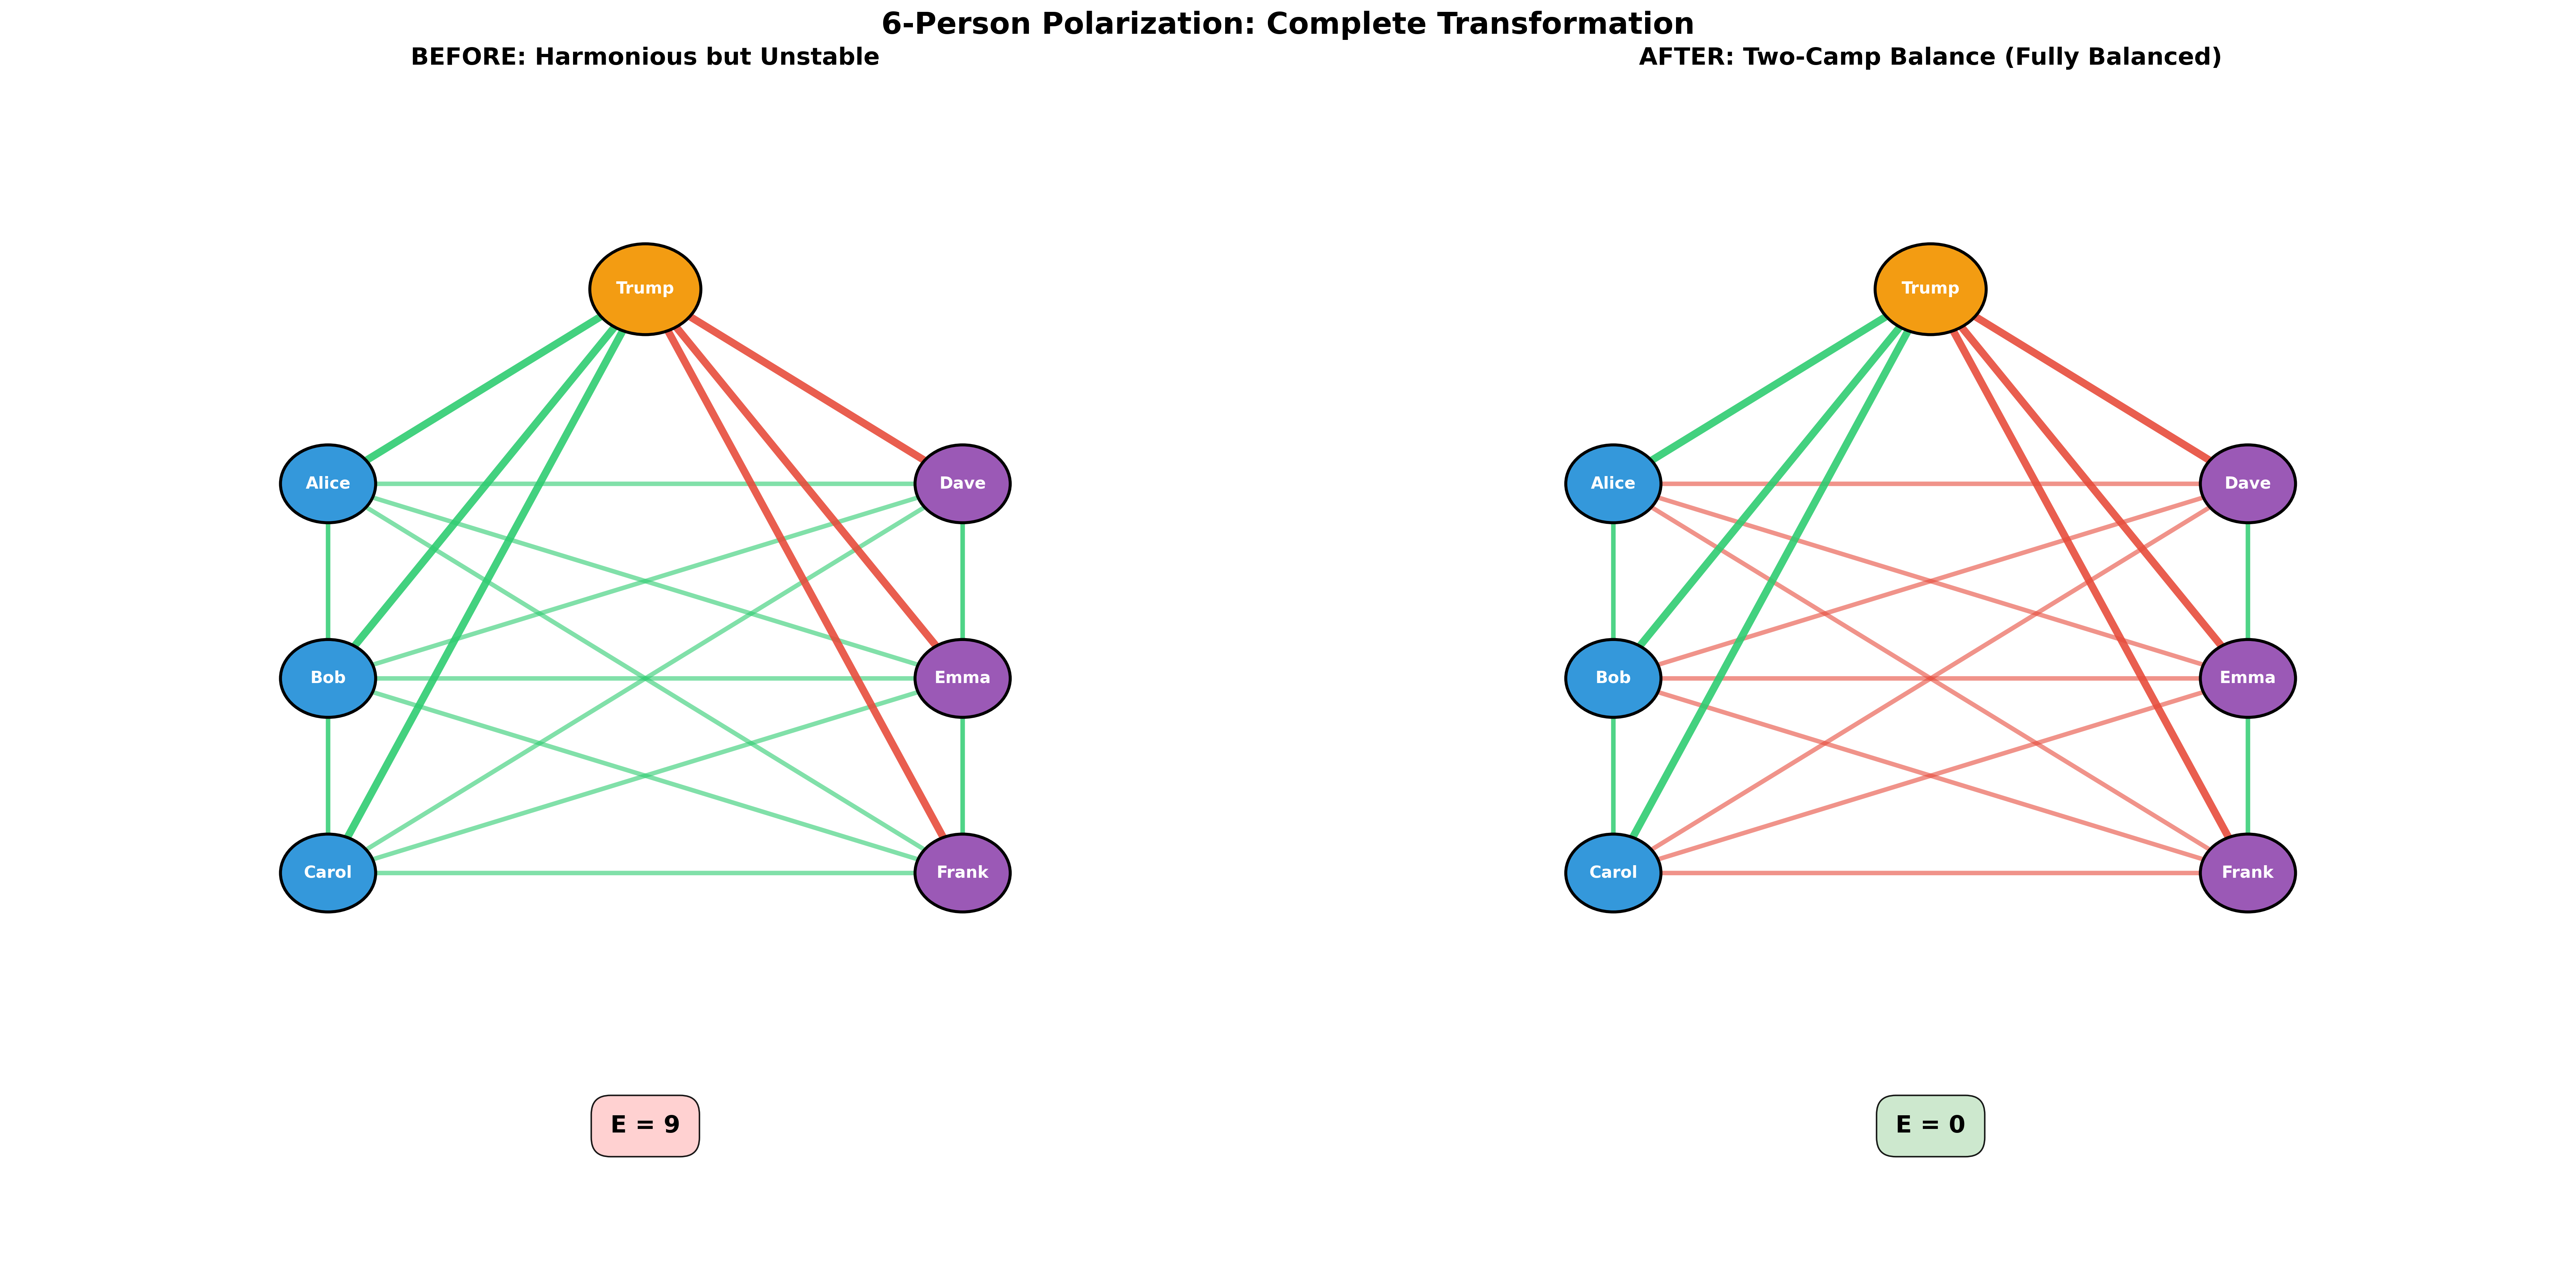 6-Person Polarization: Complete Transformation
BEFORE: Harmonious but Unstable
Trump
Alice
Dave
Bob
Emma
Carol
Frank
E = 9
AFTER: Two-Camp Balance (Fully Balanced)
Trump
Alice
Dave
Bob
Emma
Carol
Frank
E = 0